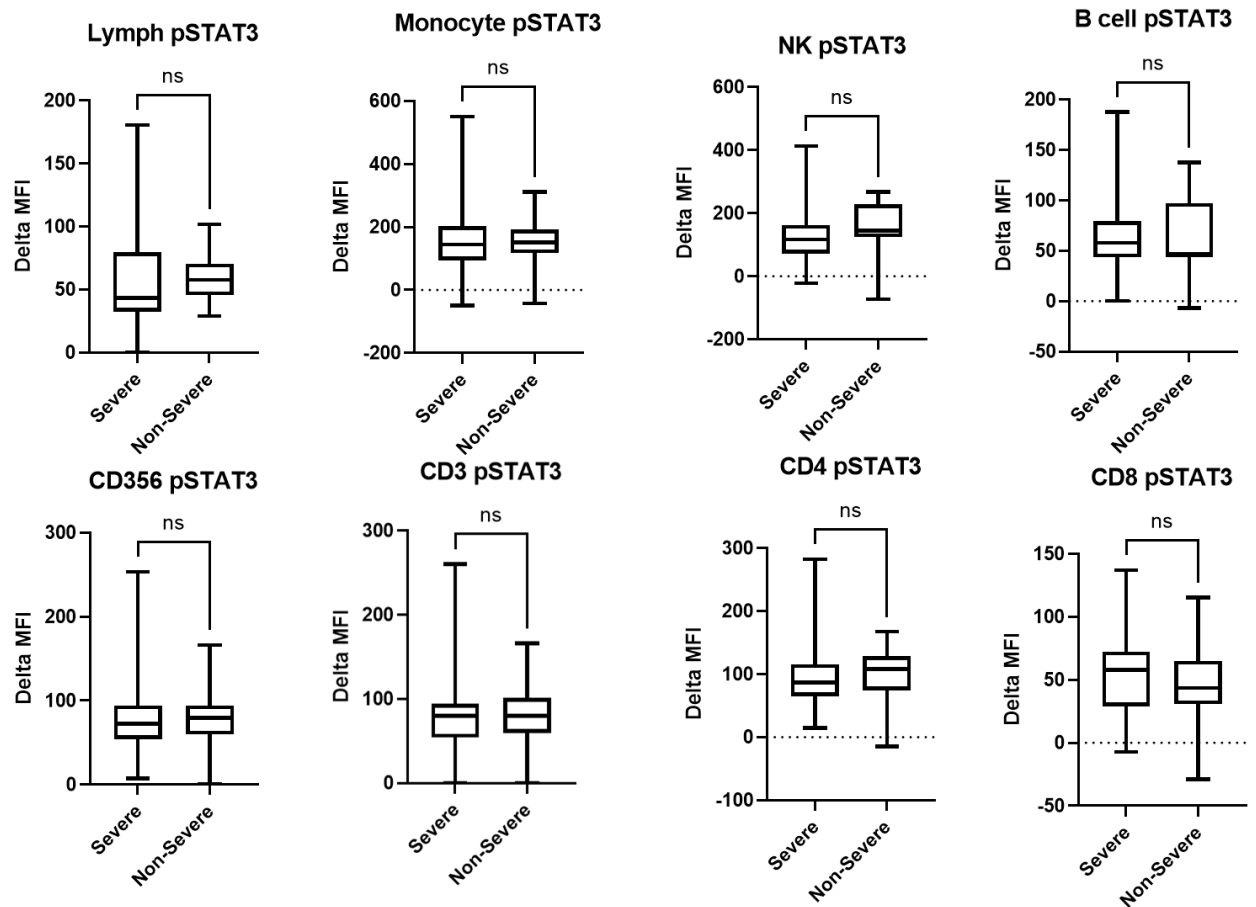 Lymph pSTAT3
ns
Delta MFI
200
150
100
50
0
Severe
Non-Severe
Monocyte pSTAT3
ns
Delta MFI
600
400
200
0
-200
Severe
Non-Severe
NK pSTAT3
ns
Delta MFI
600
400
200
0
-200
Severe
Non-Severe
B cell pSTAT3
ns
Delta MFI
200
150
100
50
0
-50
Severe
Non-Severe
CD356 pSTAT3
ns
Delta MFI
300
200
100
0
Severe
Non-Severe
CD3 pSTAT3
ns
Delta MFI
300
200
100
0
Severe
Non-Severe
CD4 pSTAT3
ns
Delta MFI
300
200
100
0
-100
Severe
Non-Severe
CD8 pSTAT3
ns
Delta MFI
150
100
50
0
-50
Severe
Non-Severe